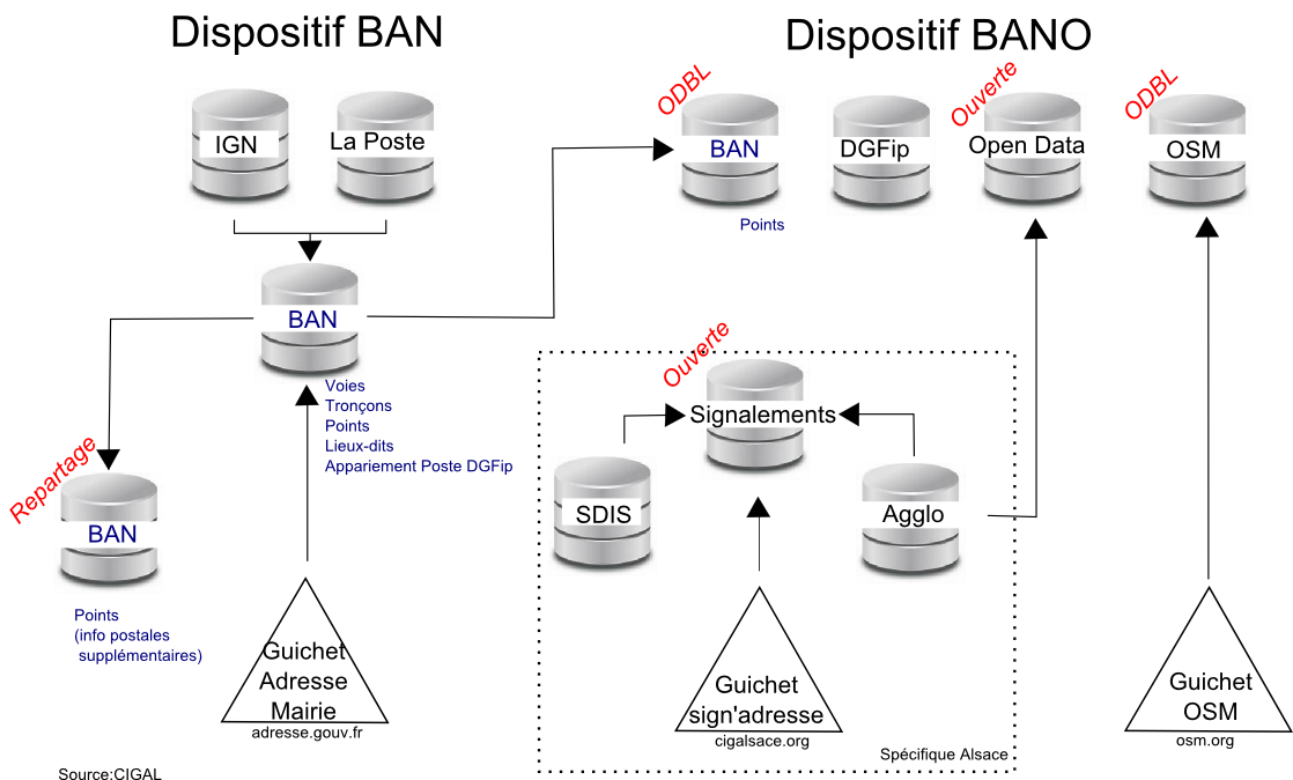 Dispositif BAN
Dispositif BANO
IGN
La Poste
ODBL
BAN
Points
DGFip
Ouverte
Open Data
ODBL
OSM
BAN
Voies
Tronçons
Points
Lieux-dits
Appariement Poste DGFip
Repartage
BAN
Points
(info postales
supplémentaires)
Guichet
Adresse
Mairie
adresse.gouv.fr
Ouverte
Signalements
SDIS
Agglo
Guichet
sign'adresse
cigalsace.org
Spécifique Alsace
Guichet
OSM
osm.org
Source:CIGAL